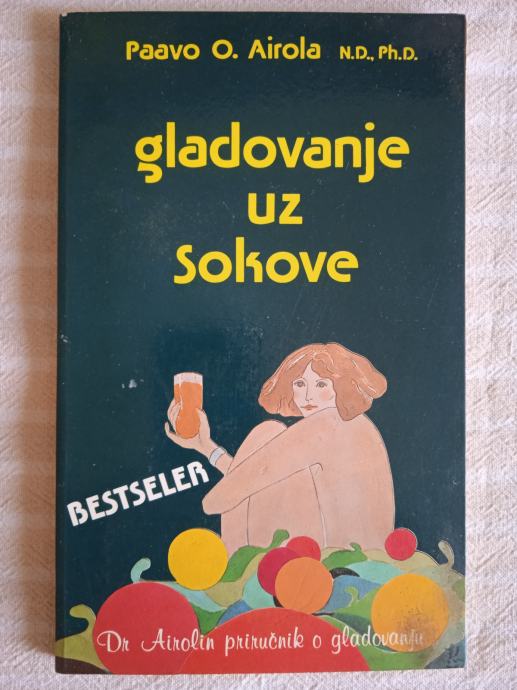 Paavo O. Airola N.D., Ph.D.
gladovanje
uz
Sokove
BESTSELER
Dr Airolin priručnik o gladovanju